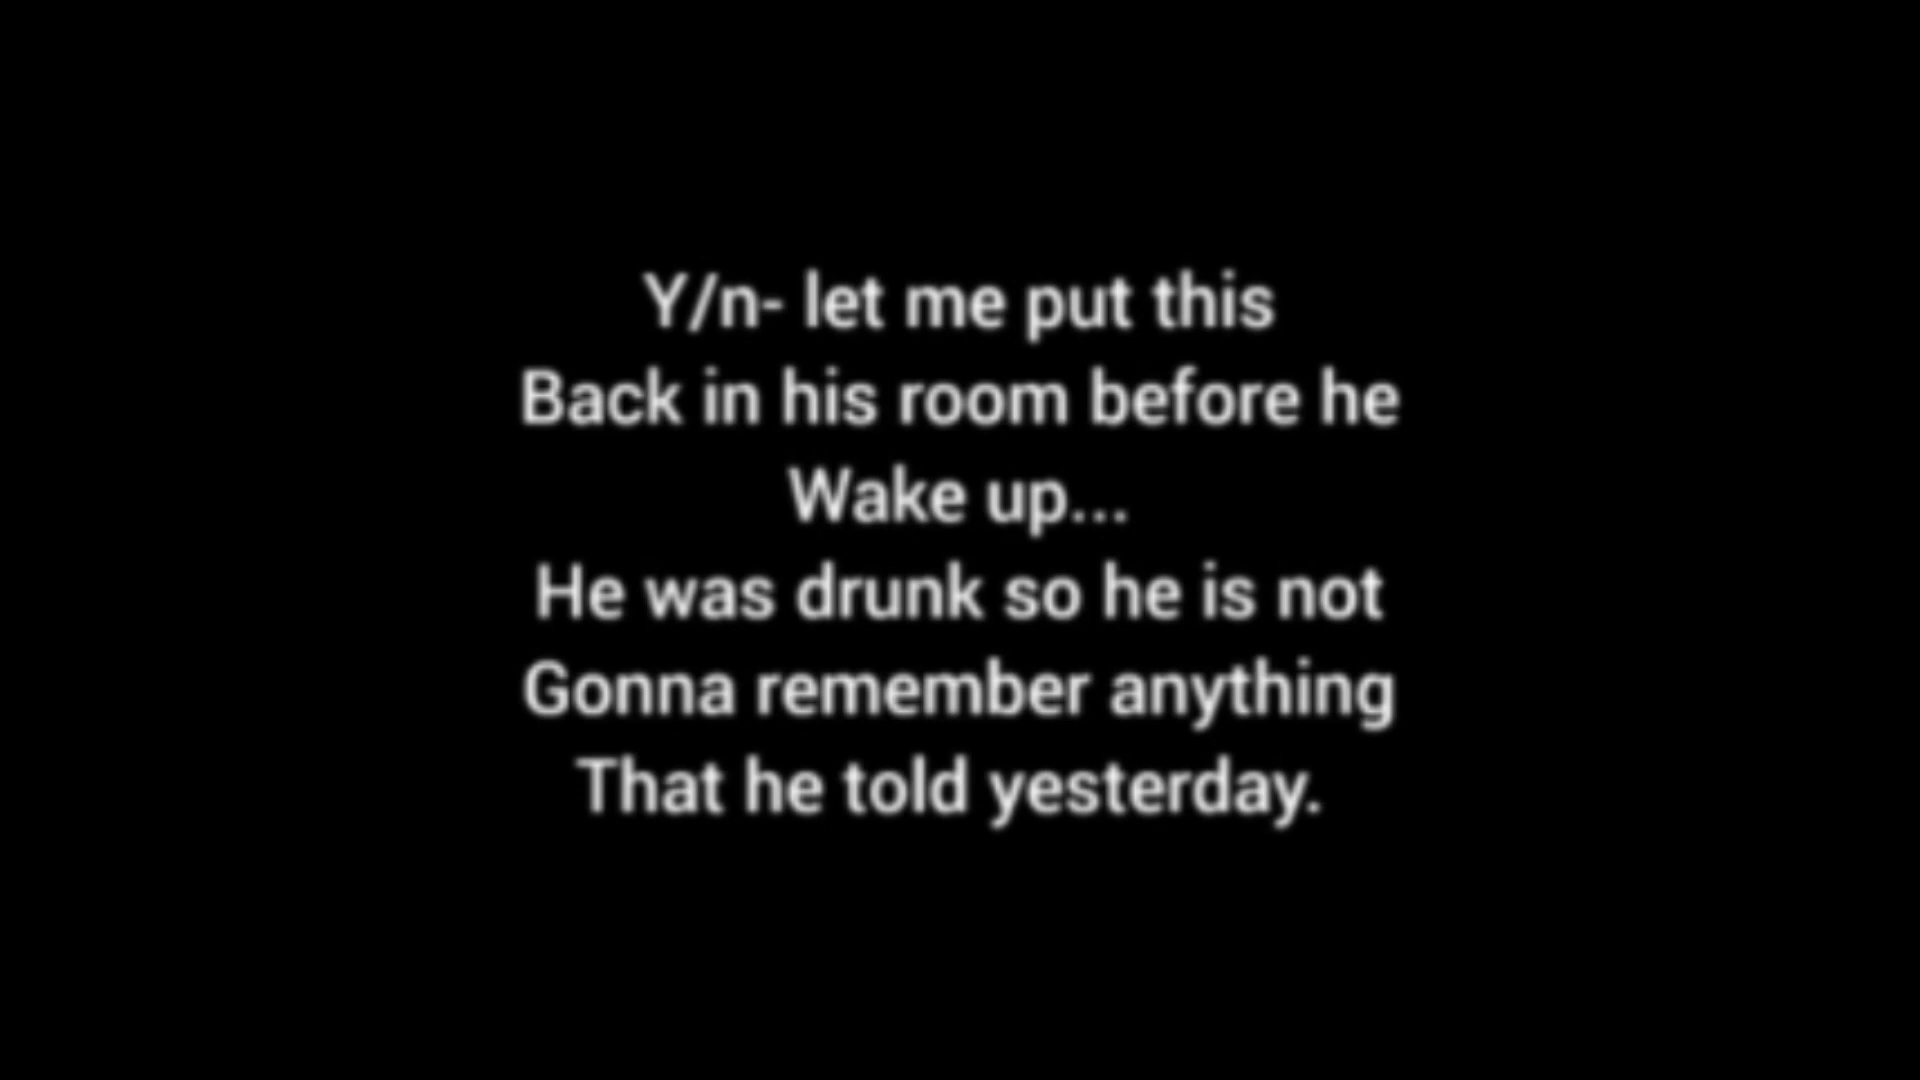 Y/n- let me put this
Back in his room before he
Wake up...
He was drunk so he is not
Gonna remember anything
That he told yesterday.